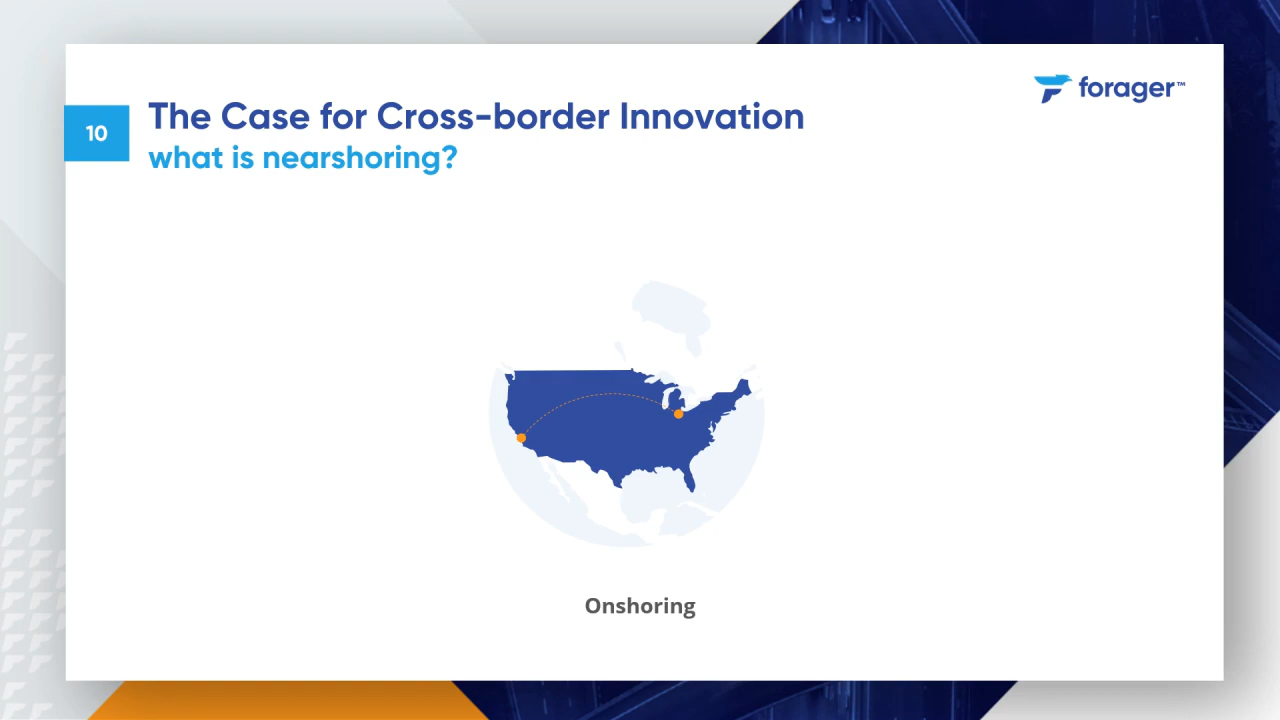 forager™
10
The Case for Cross-border Innovation
what is nearshoring?
Onshoring